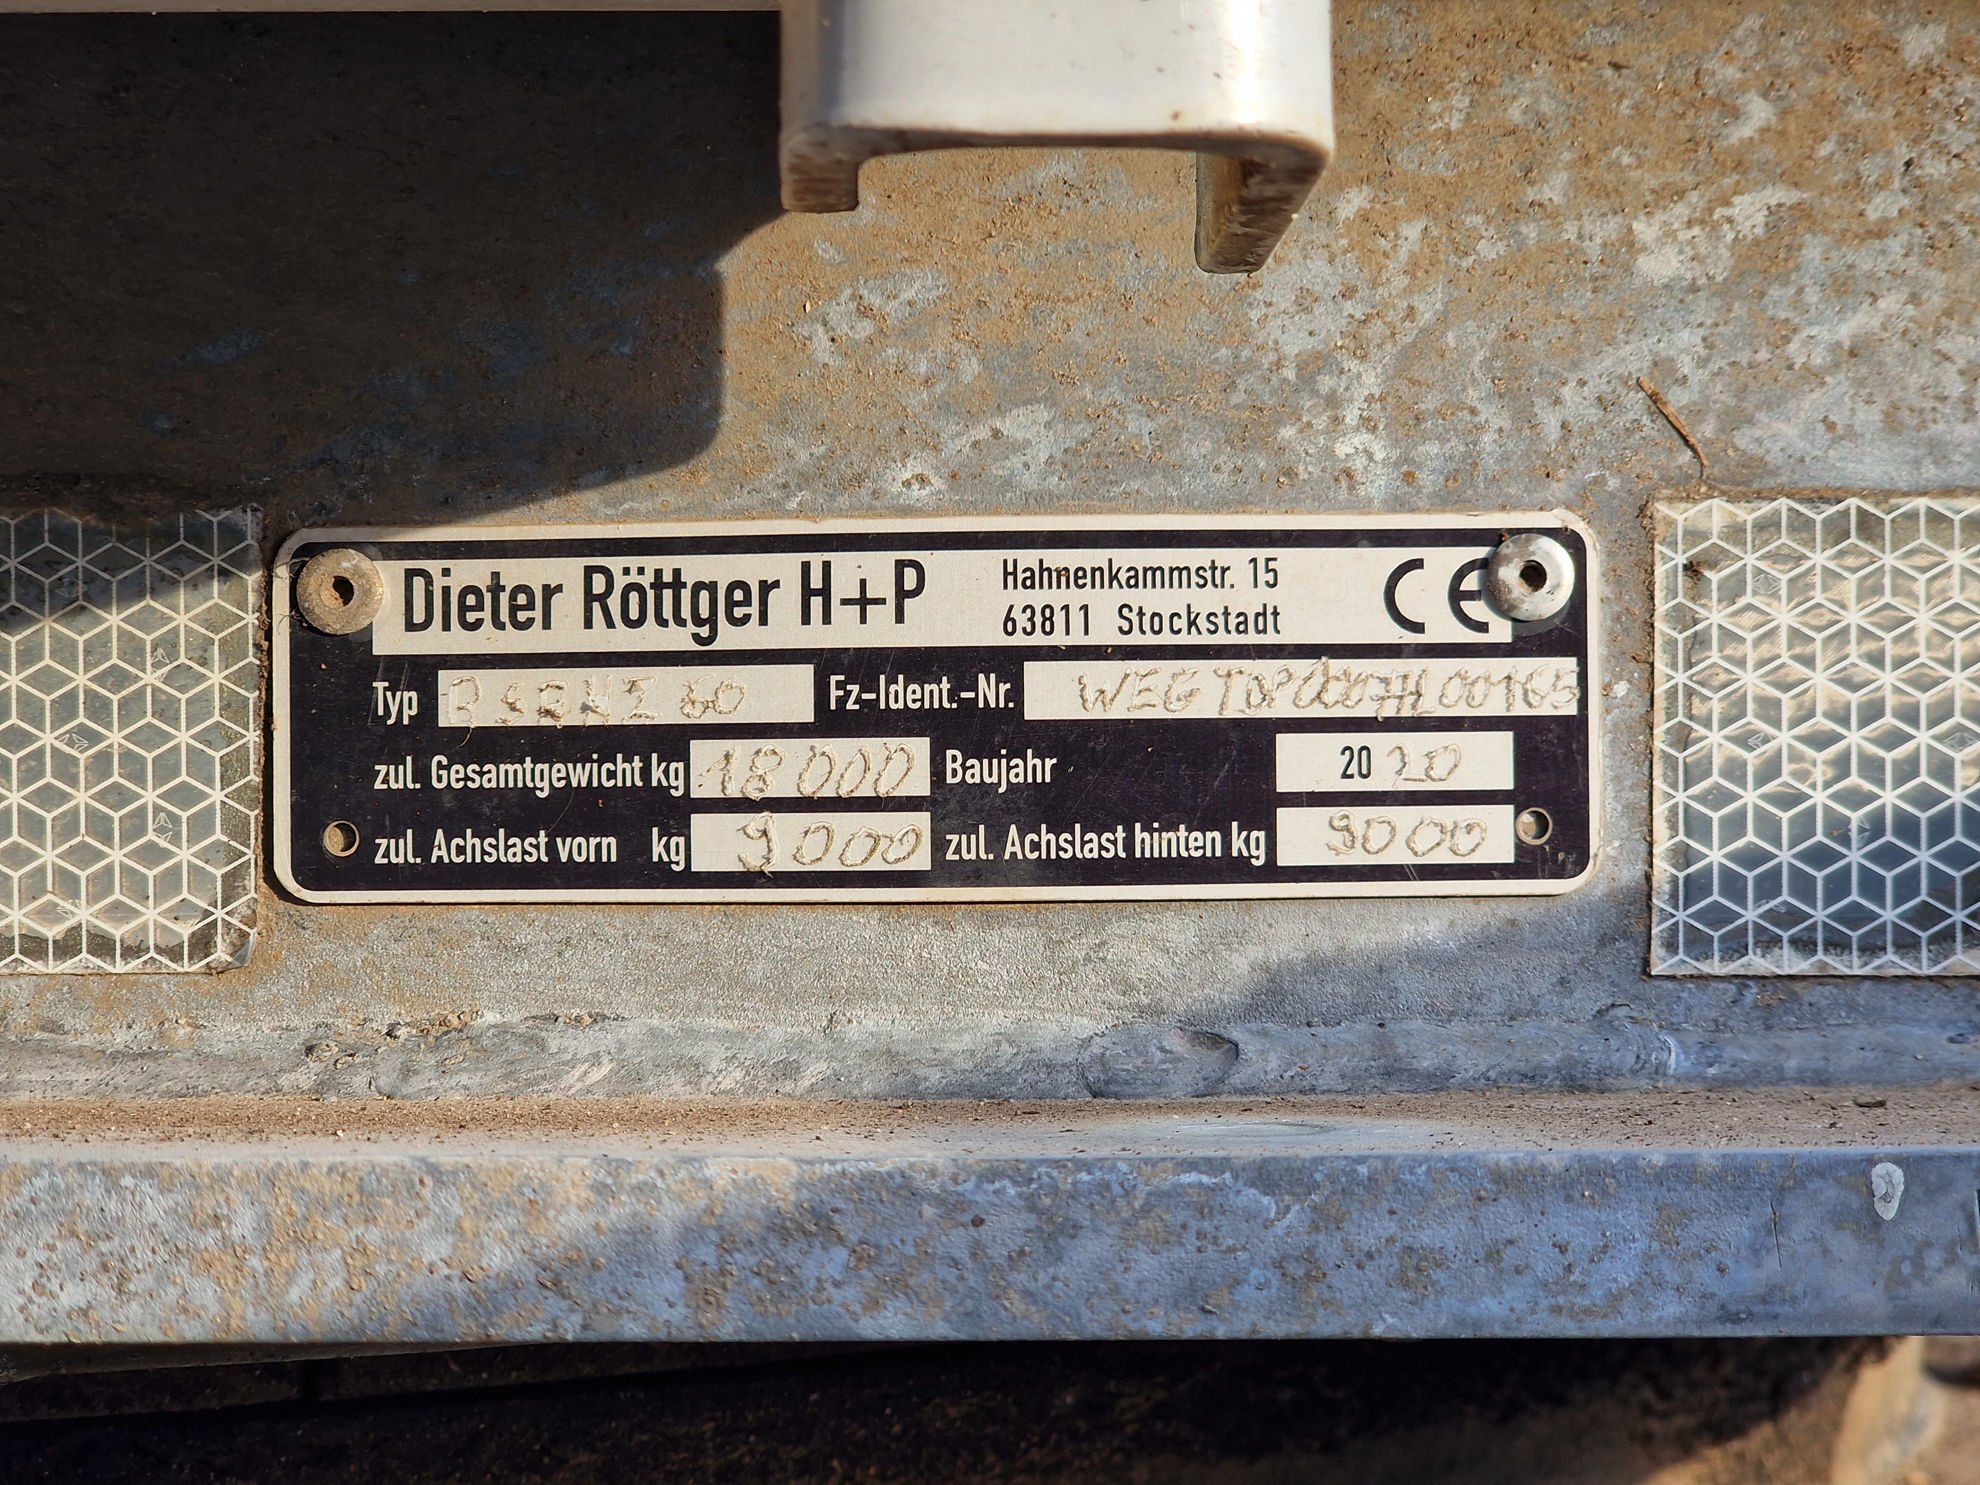 Dieter Röttger H+P
Hahnenkammstr. 15
63811 Stockstadt
CE
Typ
Fz-Ident.-Nr.
zul. Gesamtgewicht kg 18000 Baujahr 2020
zul. Achslast vorn kg 9000 zul. Achslast hinten kg 9000